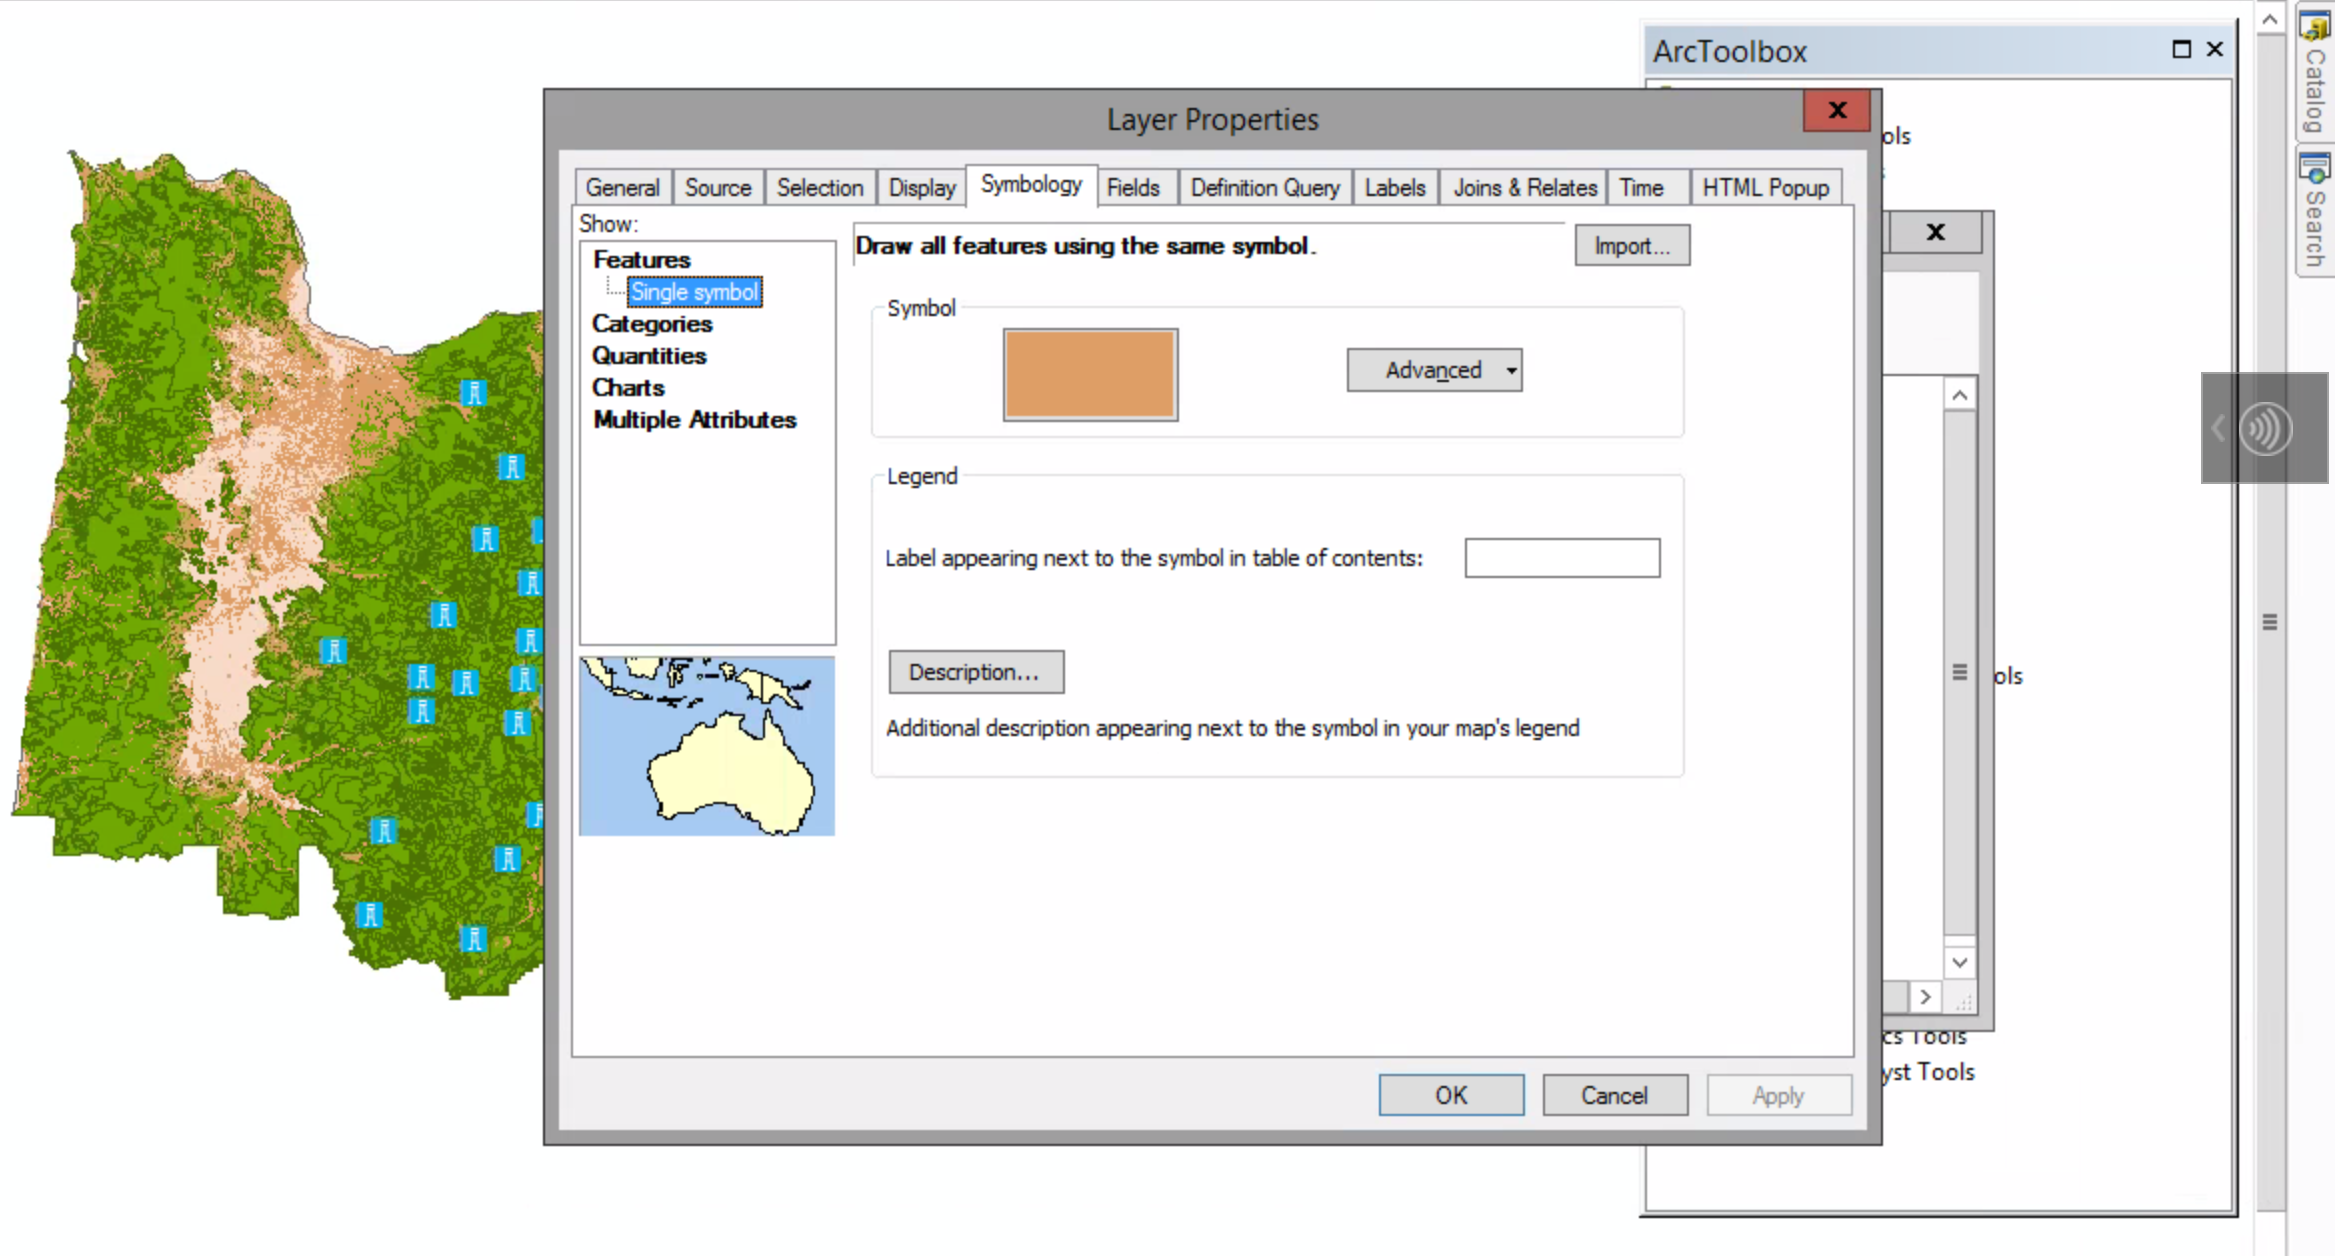 ArcToolbox
Catalog
Search
ols
Layer Properties
General Source Selection Display Symbology Fields Definition Query Labels Joins & Relates Time HTML Popup
Show:
Features
Single symbol
Categories
Quantities
Charts
Multiple Attributes
Draw all features using the same symbol.
Import...
Symbol
Advanced
Legend
Label appearing next to the symbol in table of contents:
Description...
Additional description appearing next to the symbol in your map's legend
OK Cancel Apply
ols
cs Tools
yst Tools